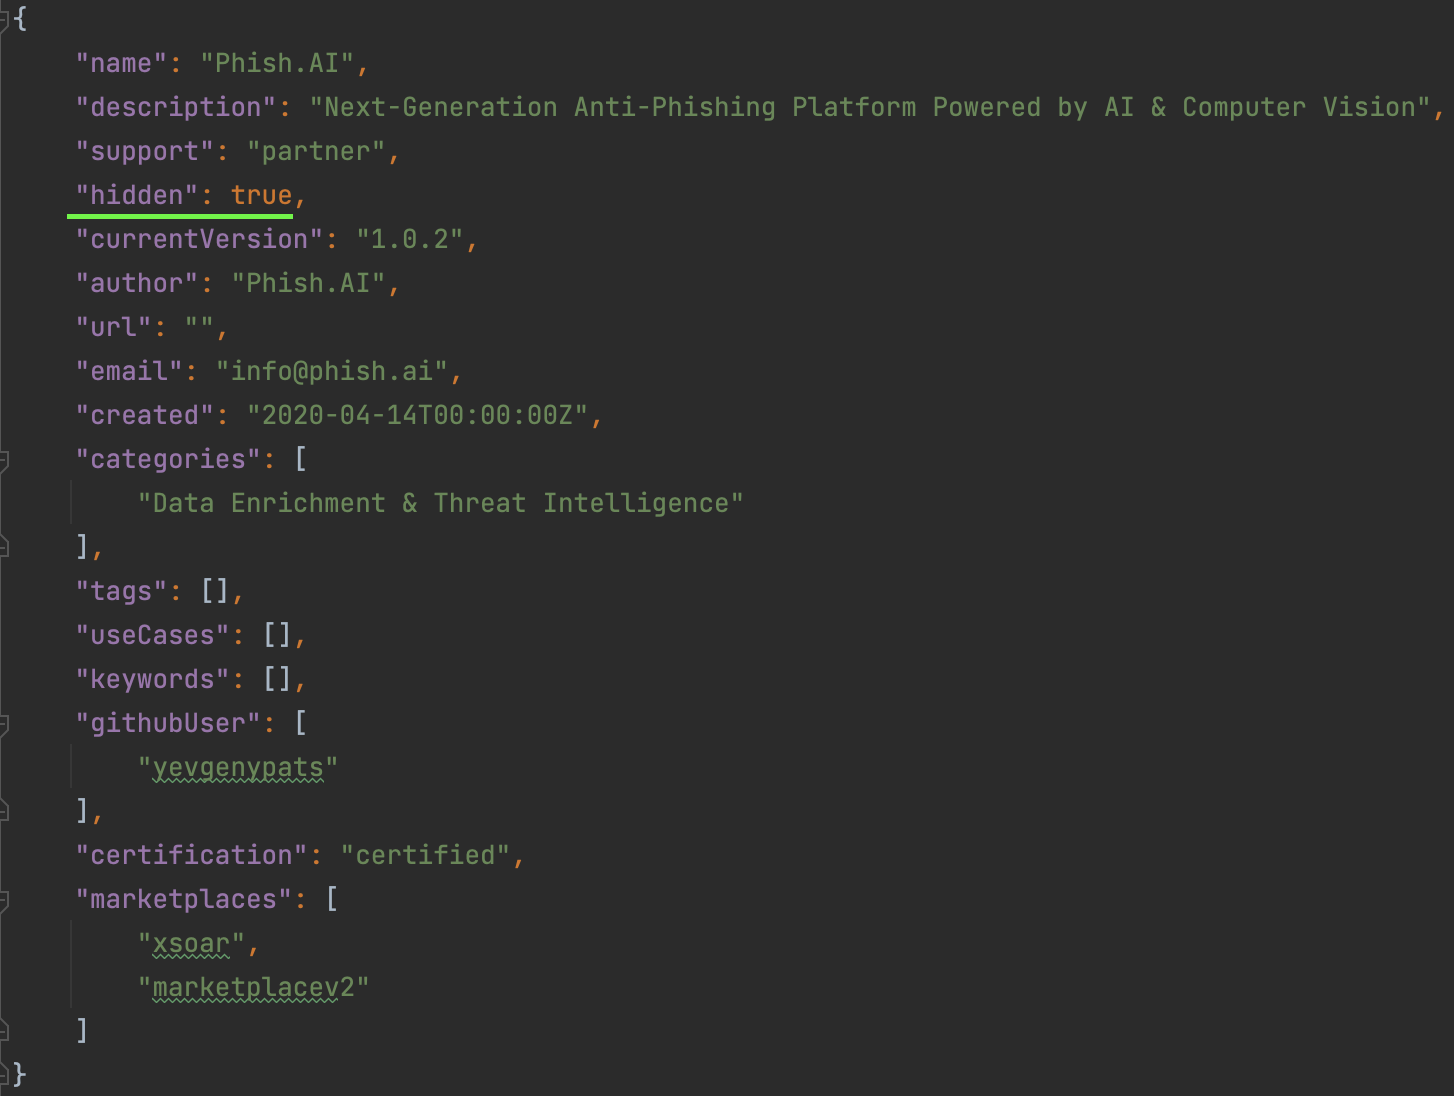 {
    "name": "Phish.AI",
    "description": "Next-Generation Anti-Phishing Platform Powered by AI & Computer Vision",
    "support": "partner",
    "hidden": true,
    "currentVersion": "1.0.2",
    "author": "Phish.AI",
    "url": "",
    "email": "info@phish.ai",
    "created": "2020-04-14T00:00:00Z",
    "categories": [
        "Data Enrichment & Threat Intelligence"
    ],
    "tags": [],
    "useCases": [],
    "keywords": [],
    "githubUser": [
        "yevgenypats"
    ],
    "certification": "certified",
    "marketplaces": [
        "xsoar",
        "marketplacev2"
    ]
}